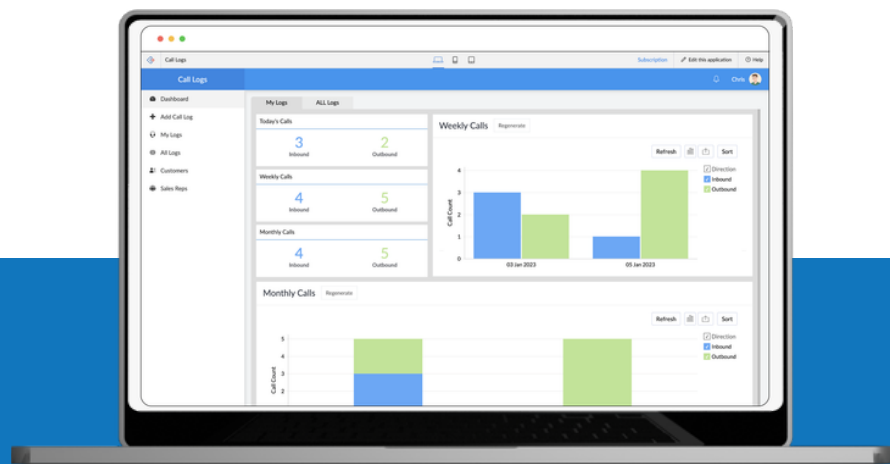 Call Logs
Subscription
Edit this application
Help
Call Logs
Chris
Dashboard
Add Call Log
My Logs
All Logs
Customers
Sales Reps
My Logs
ALL Logs
Today's Calls
3
Inbound
2
Outbound
Weekly Calls
4
Inbound
5
Outbound
Monthly Calls
4
Inbound
5
Outbound
Weekly Calls
Regenerate
Refresh
Sort
Direction
Inbound
Outbound
Call Count
4
3
2
1
0
03 Jan 2023
05 Jan 2023
Monthly Calls
Regenerate
Refresh
Sort
Direction
Inbound
Outbound
Call Count
5
4
3
2